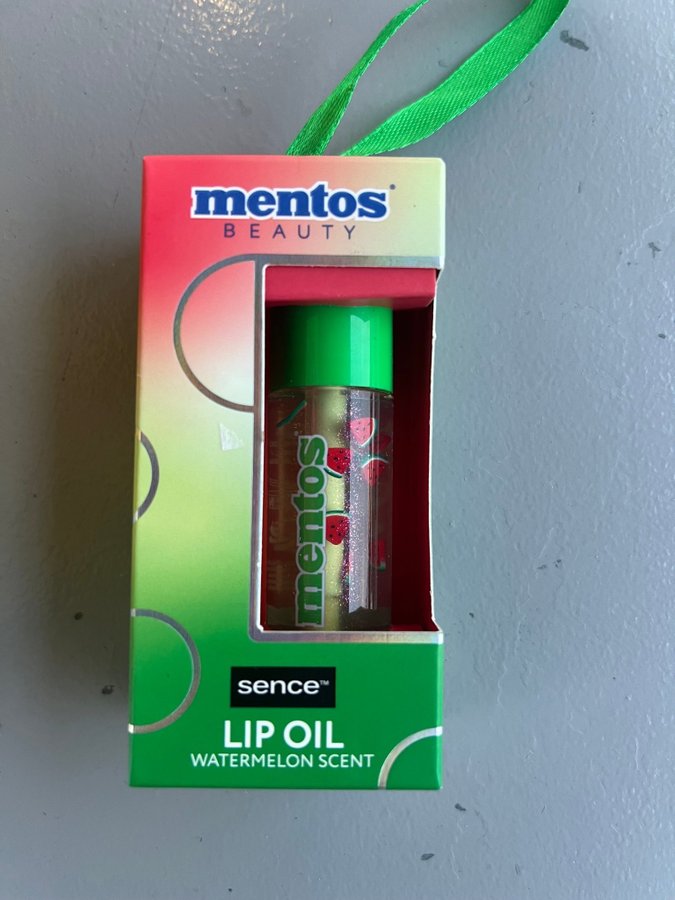 mentos
BEAUTY
mentos
sence™
LIP OIL
WATERMELON SCENT